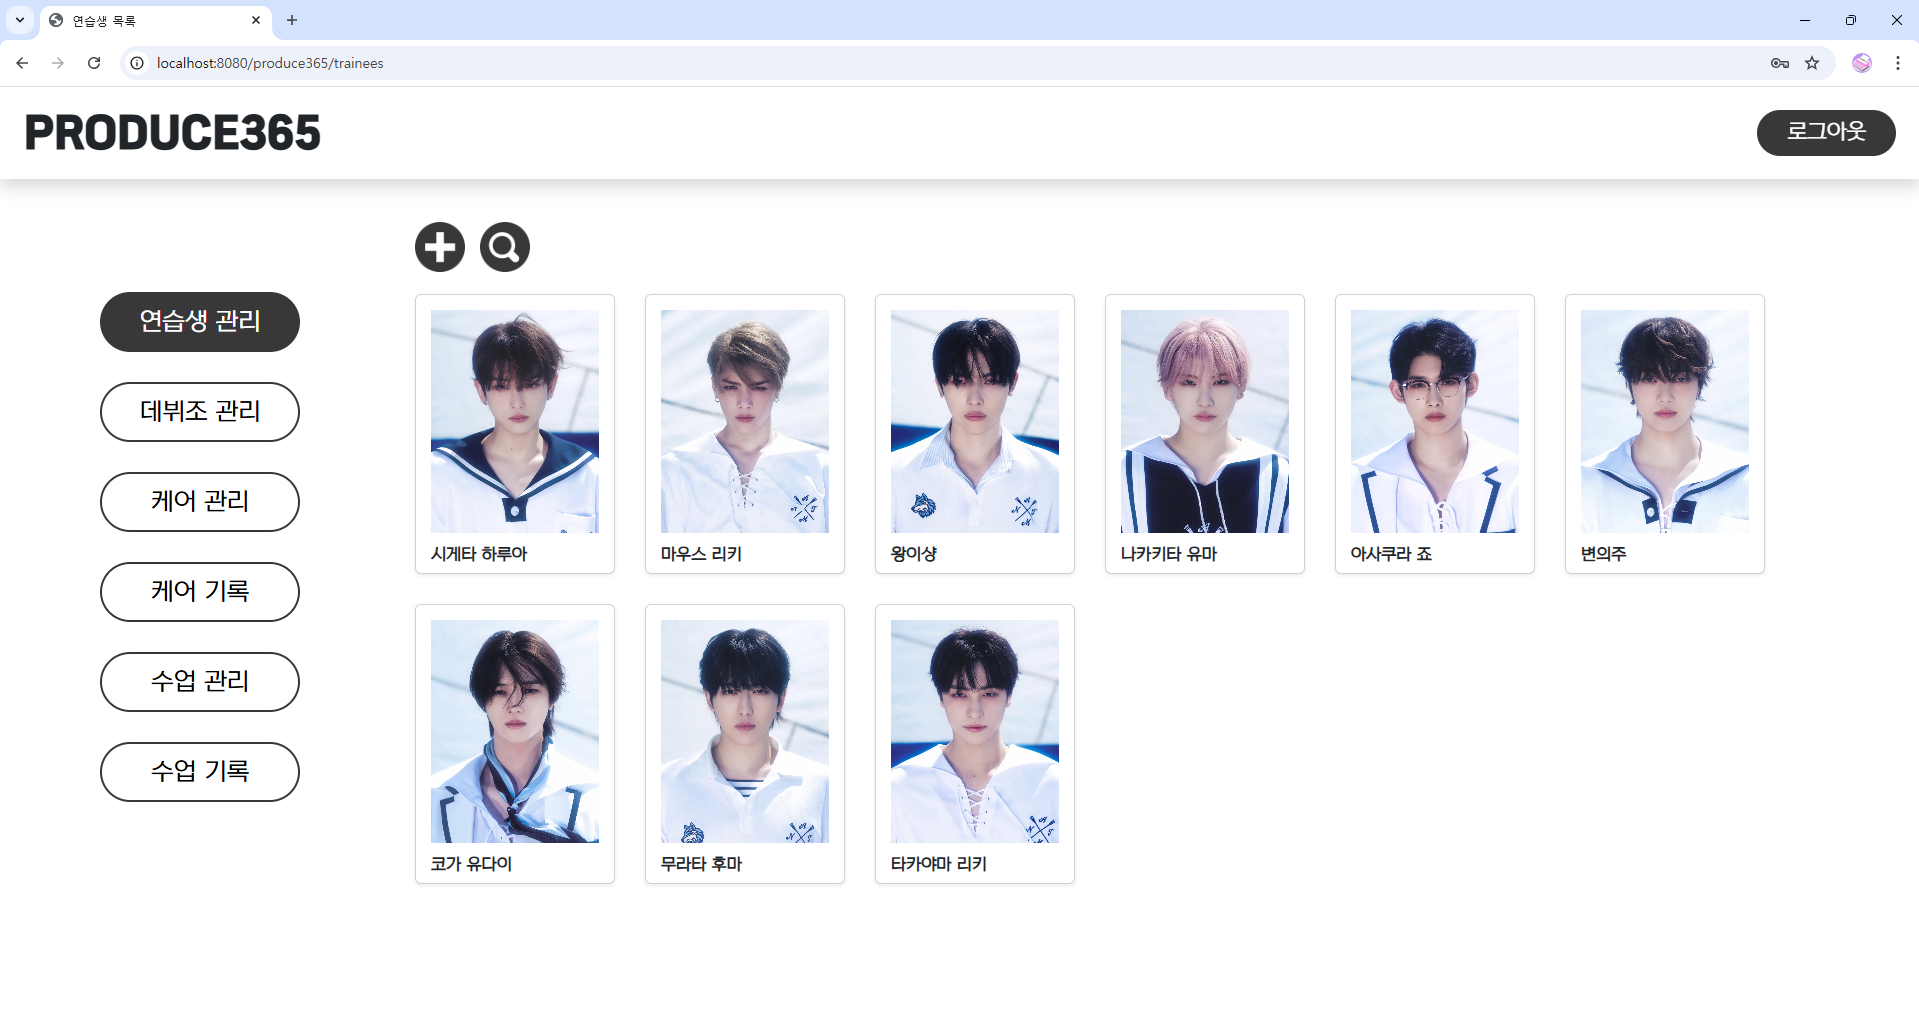 연습생 목록
localhost:8080/produce365/trainees
PRODUCE365
로그아웃
연습생 관리
데뷔조 관리
케어 관리
케어 기록
수업 관리
수업 기록
시게타 하루아
마우스 리키
왕이샹
나카키타 유마
아사쿠라 죠
변의주
코가 유다이
무라타 후마
타카야마 리키